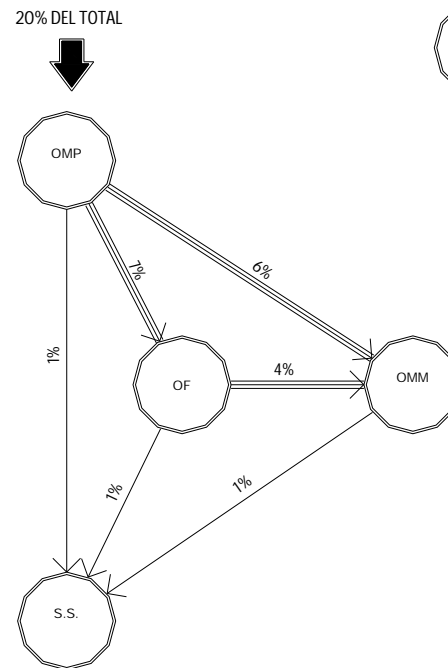 20% DEL TOTAL
OMP
6%
7%
1%
4%
OF
OMM
1%
1%
S.S.